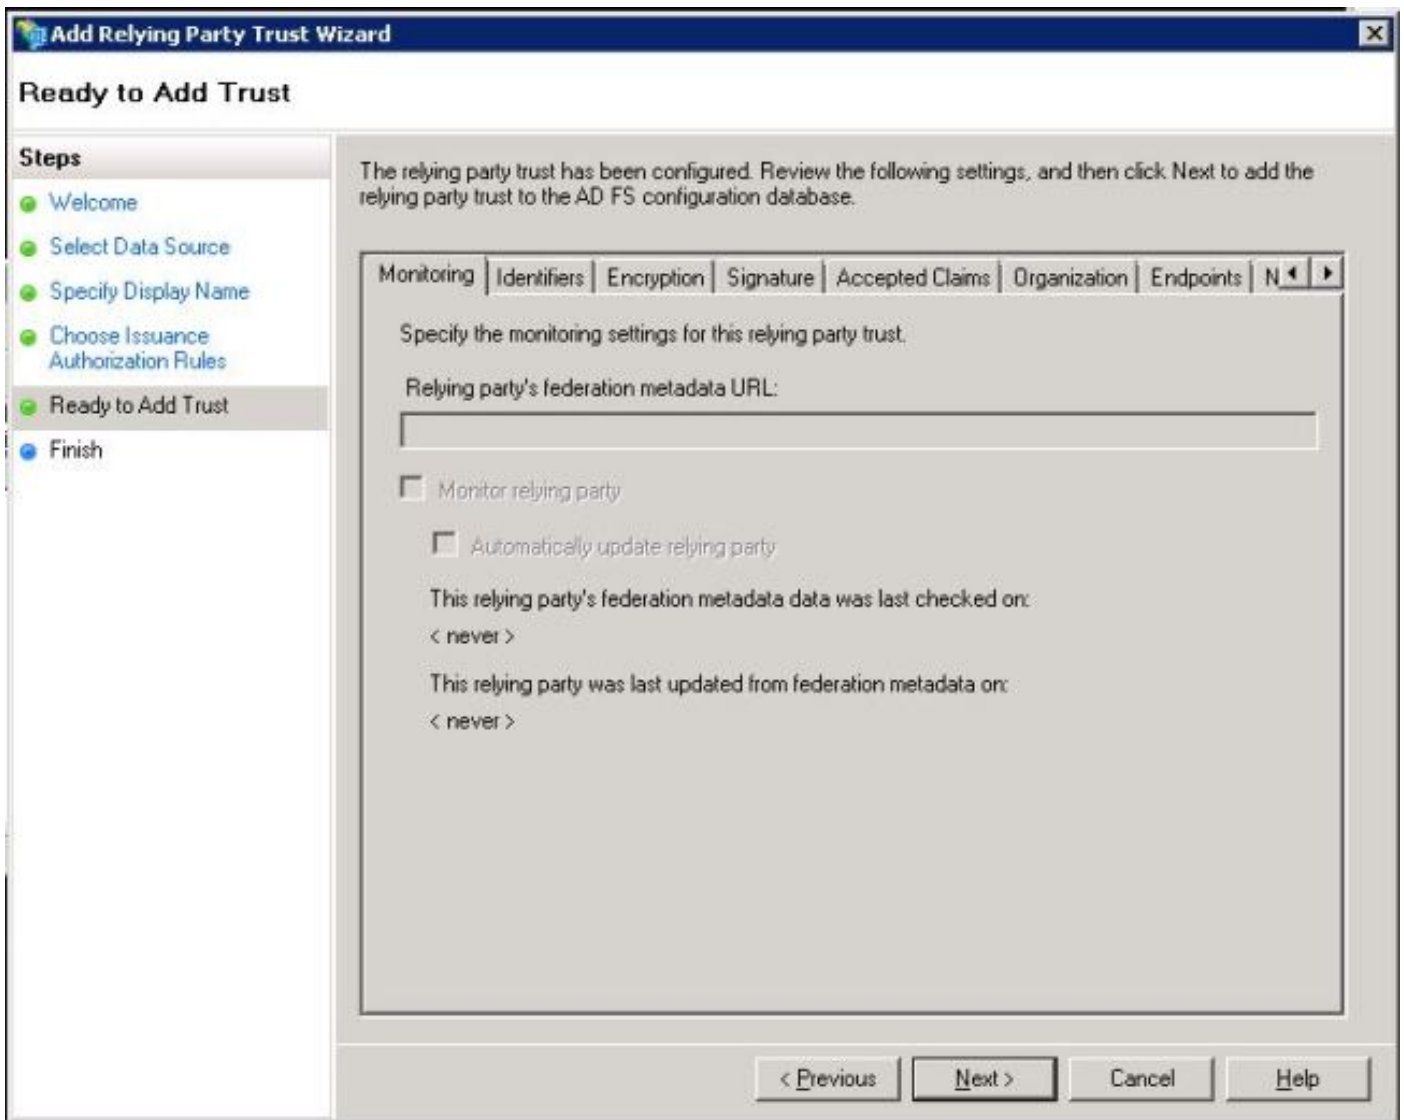 Add Relying Party Trust Wizard
Ready to Add Trust
Steps
Welcome
Select Data Source
Specify Display Name
Choose Issuance
Authorization Rules
Ready to Add Trust
Finish
The relying party trust has been configured. Review the following settings, and then click Next to add the
relying party trust to the AD FS configuration database.
Monitoring Identifiers Encryption Signature Accepted Claims Organization Endpoints N
Specify the monitoring settings for this relying party trust.
Relying party's federation metadata URL:
Monitor relying party
Automatically update relying party
This relying party's federation metadata data was last checked on:
< never >
This relying party was last updated from federation metadata on:
< never >
< Previous Next > Cancel Help